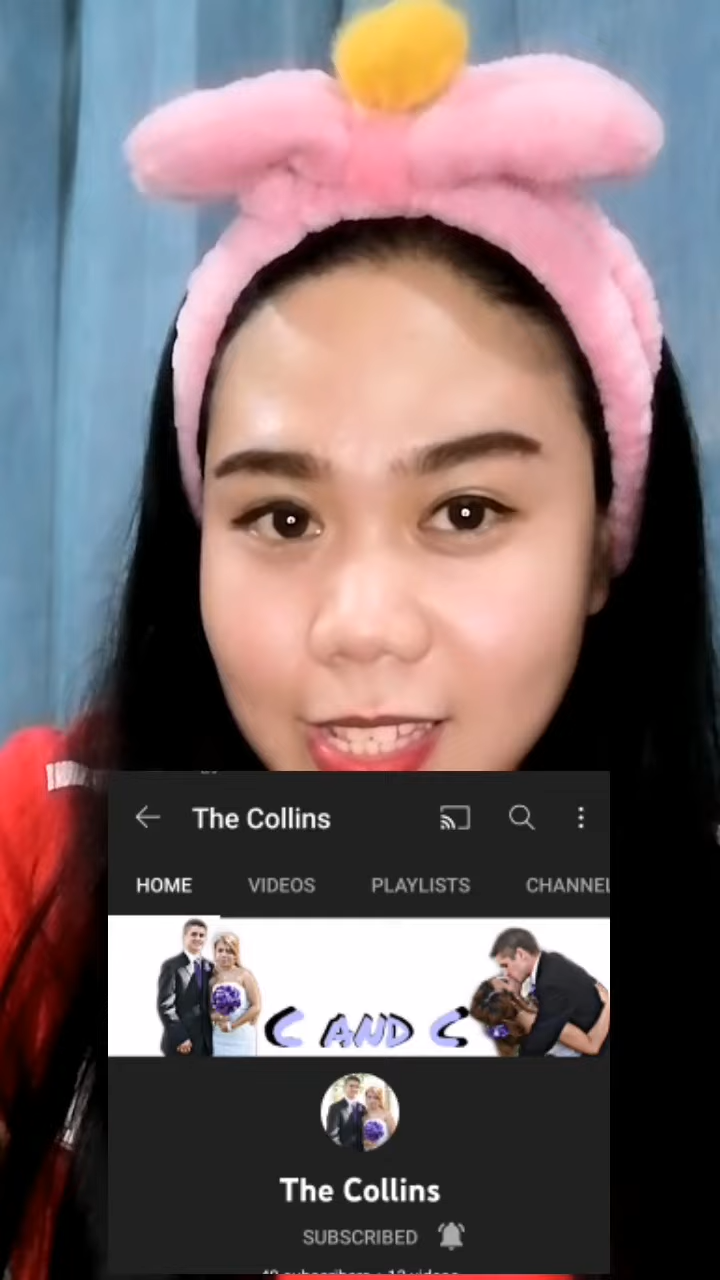 The Collins
HOME VIDEOS PLAYLISTS CHANNEL
C AND C
The Collins
SUBSCRIBED